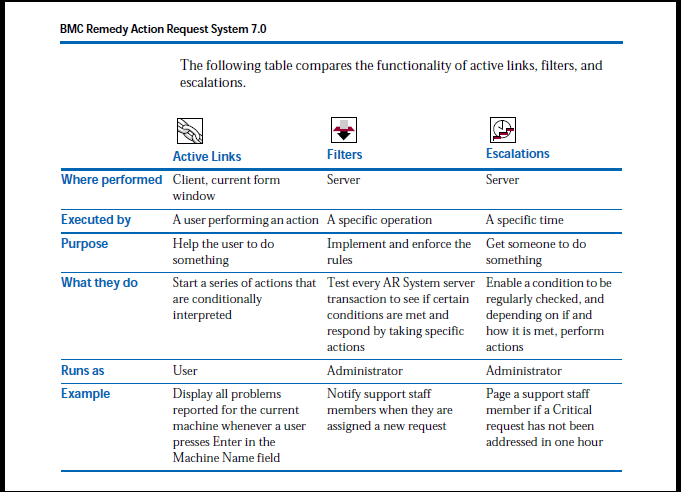 BMC Remedy Action Request System 7.0
The following table compares the functionality of active links, filters, and
escalations.
Active Links Filters Escalations
Where performed Client, current form Server Server
window
Executed by A user performing an action A specific operation A specific time
Purpose Help the user to do Implement and enforce the Get someone to do
something rules something
What they do Start a series of actions that Test every AR System server Enable a condition to be
are conditionally transaction to see if certain regularly checked, and
interpreted conditions are met and depending on if and
respond by taking specific how it is met, perform
actions actions
Runs as User Administrator Administrator
Example Display all problems Notify support staff Page a support staff
reported for the current members when they are member if a Critical
machine whenever a user assigned a new request request has not been
presses Enter in the addressed in one hour
Machine Name field